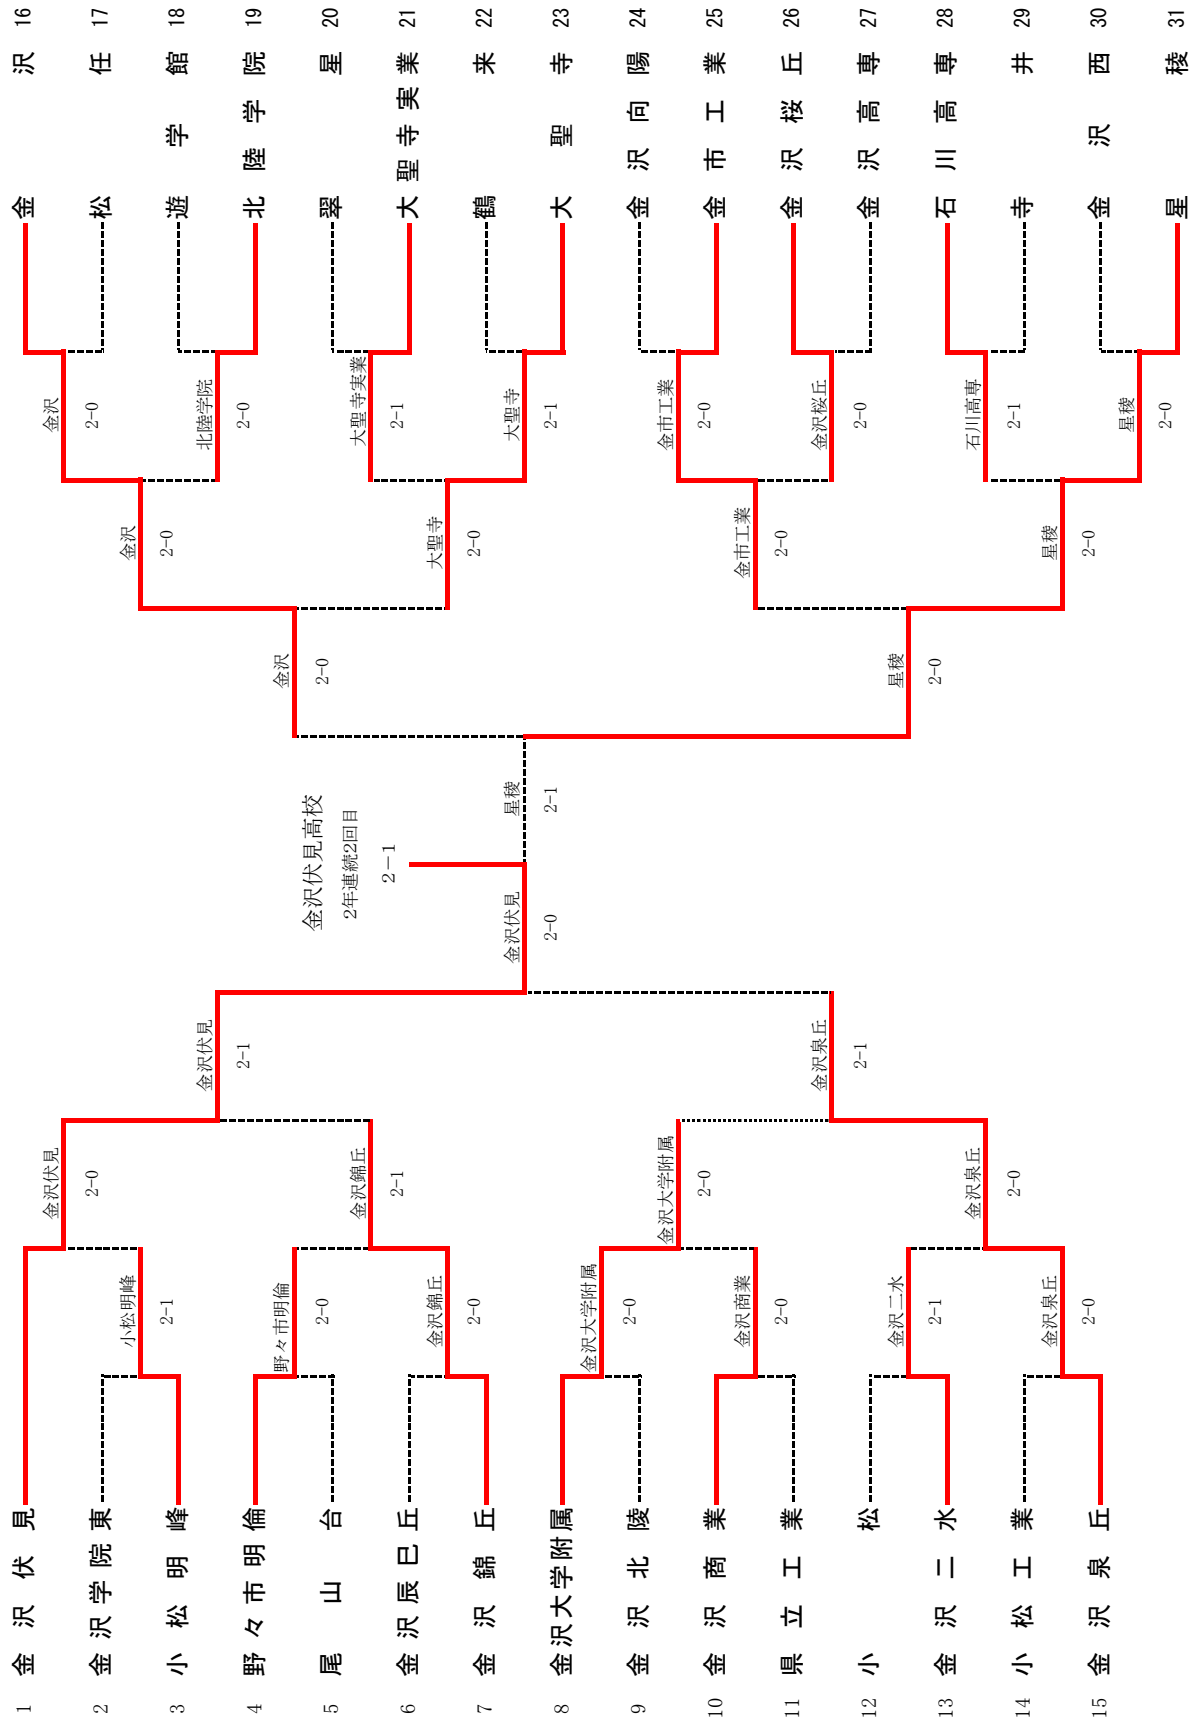 金沢 16
松任 17
遊学館 18
北陸学院 19
翠星 20
大聖寺実業 21
鶴来 22
大聖寺 23
金沢向陽 24
金市工業 25
金沢桜丘 26
金沢高専 27
石川高専 28
寺井 29
金沢西 30
星稜 31
金沢
2-0
北陸学院
2-0
大聖寺実業
2-1
大聖寺
2-1
金市工業
2-0
金沢桜丘
2-0
石川高専
2-1
星稜
2-0
金沢
2-0
大聖寺
2-0
金市工業
2-0
星稜
2-0
金沢
2-0
星稜
2-0
星稜
2-1
金沢伏見高校
2年連続2回目
2－1
金沢伏見
2-0
金沢伏見
2-1
金沢泉丘
2-1
金沢伏見
2-0
金沢錦丘
2-1
金沢大学附属
2-0
金沢泉丘
2-0
小松明峰
2-1
野々市明倫
2-0
金沢錦丘
2-0
金沢大学附属
2-0
金沢商業
2-0
金沢二水
2-1
金沢泉丘
2-0
1 金沢伏見
2 金沢学院東
3 小松明峰
4 野々市明倫
5 尾山台
6 金沢辰巳丘
7 金沢錦丘
8 金沢大学附属
9 金沢北陵
10 金沢商業
11 県立工業
12 小松
13 金沢二水
14 小松工業
15 金沢泉丘